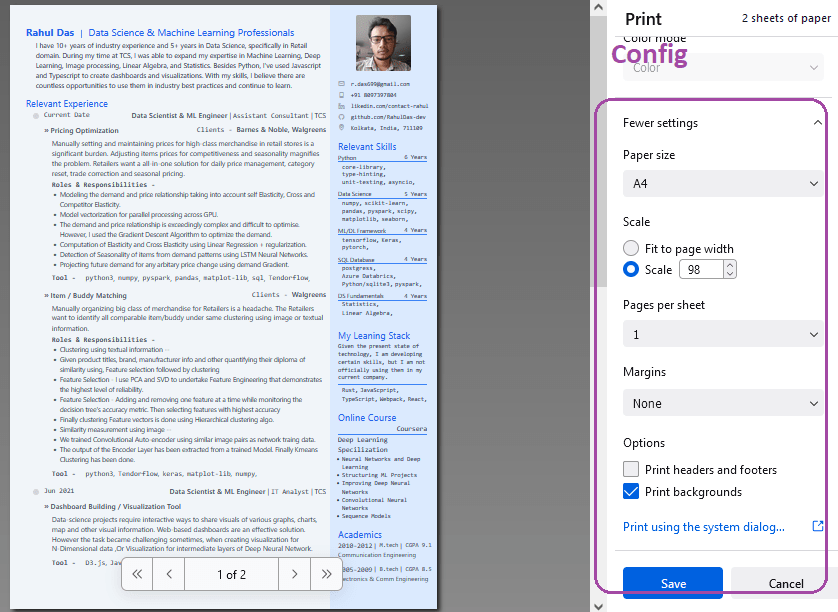 Rahul Das | Data Science & Machine Learning Professionals
I have 10+ years of industry experience and 5+ years in Data Science, specifically in Retail
domain. During my time at TCS, I was able to expand my expertise in Machine Learning, Deep
Learning, Image processing, Linear Algebra, and Statistics. Besides Python, I've used Javascript
and Typescript to create dashboards and visualizations. With my skills, I believe there are
countless opportunities to use them in industry best practices and continue to learn.
Relevant Experience
Current Date
Data Scientist & ML Engineer | Assistant Consultant | TCS
» Pricing Optimization
Clients - Barnes & Noble, Walgreens
Manually setting and maintaining prices for high-class merchandise in retail stores is a
significant burden. Adjusting items prices for competitiveness and seasonality magnifies
the problem. Retailers want a all-in-one solution for daily price management, category
reset, trade correction and seasonal pricing.
Roles & Responsibilities -
• Modeling the demand and price relationship taking into account self Elasticity, Cross and
Competitor Elasticity.
• Model vectorization for parallel processing across GPU.
• The demand and price relationship is exceedingly complex and difficult to optimise.
However, I used the Gradient Descent Algorithm to optimize the demand.
• Computation of Elasticity and Cross Elasticity using Linear Regression + regularization.
• Detection of Seasonality of items from demand patterns using LSTM Neural Networks.
• Projecting future demand for any arbitary price change using demand Gradient.
Tool - python3, numpy, pyspark, pandas, matplot-lib, sql, Tendorflow,
» Item / Buddy Matching
Clients - Walgreens
Manually organizing big class of merchandise for Retailers is a headache. The Retailers
want to identify all comparable item/buddy under same clustering using image or textual
information.
Roles & Responsibilities -
• Clustering using textual information --
• Given product titles, brand, manufracturer info and other quantifying their diploma of
similarity using, Feature selection followed by clustering
• Feature Selection - I use PCA and SVD to undertake Feature Engineering that demonstrates
the highest level of reliability.
• Feature Selection - Adding and removing one feature at a time while monitoring the
decision tree's accuracy metric. Then selecting features with highest accuracy
• Finally clustering Feature vectors is done using Hierarchical clustering algo.
• Similarity measurement using image --
• We trained Convolutional Auto-encoder using similar image pairs as network traing data.
• The output of the Encoder Layer has been extracted from a trained Model. Finally Kmeans
Clustering has been done.
Tool - python3, Tendorflow, keras, matplot-lib, numpy,
Jun 2021
Data Scientist & ML Engineer | IT Analyst | TCS
» Dashboard Building / Visualization Tool
Data-science projects require interactive ways to share visuals of various graphs, charts,
map and other visual information. Web-based dashboards are an effective solution.
However the task became challenging sometimes, when creating visualization for
N-Dimensional data ,Or Visualization for intermediate layers of Deep Neural Network.
Tool - D3.js, Jav
r.das699@gmail.com
+91 8097397804
likedin.com/contact-rahul
github.com/RahulDas-dev
Kolkata, India, 711109
Relevant Skills
Python 8 Years
core-library,
type-hinting,
unit-testing, asyncio,
Data Science 5 Years
numpy, scikit-learn,
pandas, pyspark, scipy,
matplotlib, seaborn,
ML/DL Framework 4 Years
tensorflow, Keras,
pytorch,
SQL Database 4 Years
postgress,
Azure Databrics,
Python/sqlite3, pyspark,
DS Fundamentals 4 Years
Statistics,
Linear Algebra,
My Leaning Stack
Given the present state of
technology, I am developing
certain skills, but I am not
officially using them in my
current company.
Rust, JavaScpript,
TypeScript, Webpack, React,
Online Course
Coursera
Deep Learning
Specilization
• Neural Networks and Deep
Learning
• Structuring ML Projects
• Improving Deep Neural
Networks
• Convolutional Neural
Networks
• Sequence Models
Academics
2010-2012 | M.tech | CGPA 9.1
Communication Engineering
005-2009 | B.tech | CGPA 8.5
ectronics & Comm Engineering
1 of 2
Print
2 sheets of paper
Color mode
Config
Color
Fewer settings
Paper size
A4
Scale
Fit to page width
Scale 98
Pages per sheet
1
Margins
None
Options
Print headers and footers
Print backgrounds
Print using the system dialog...
Save
Cancel